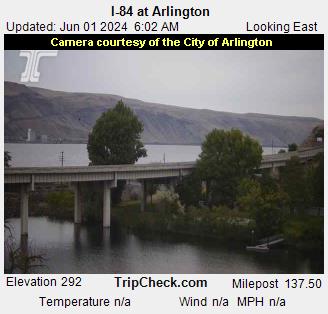 I-84 at Arlington
Updated: Jun 01 2024 6:02 AM Looking East
Camera courtesy of the City of Arlington
Elevation 292 TripCheck.com Milepost 137.50
Temperature n/a Wind n/a MPH n/a